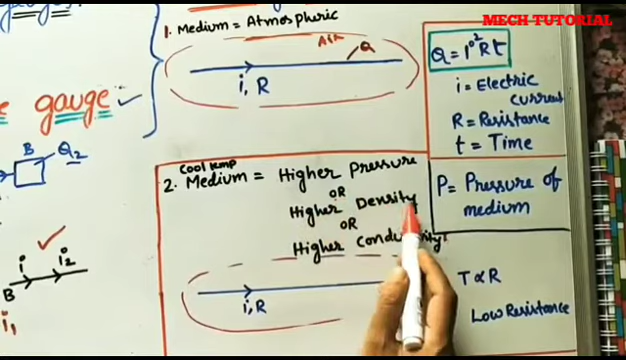 MECH TUTORIAL
gauge
B
Q2
i
i2
B
i1
1. Medium = Atmospheric
AIR
Q
i, R
Q = i²Rt
i = Electric
current
R = Resistance
t = Time
Cool temp
2. Medium = Higher Pressure
OR
Higher Density
OR
Higher Conductivity
i, R
P = Pressure of
medium
T ∝ R
Low Resistance